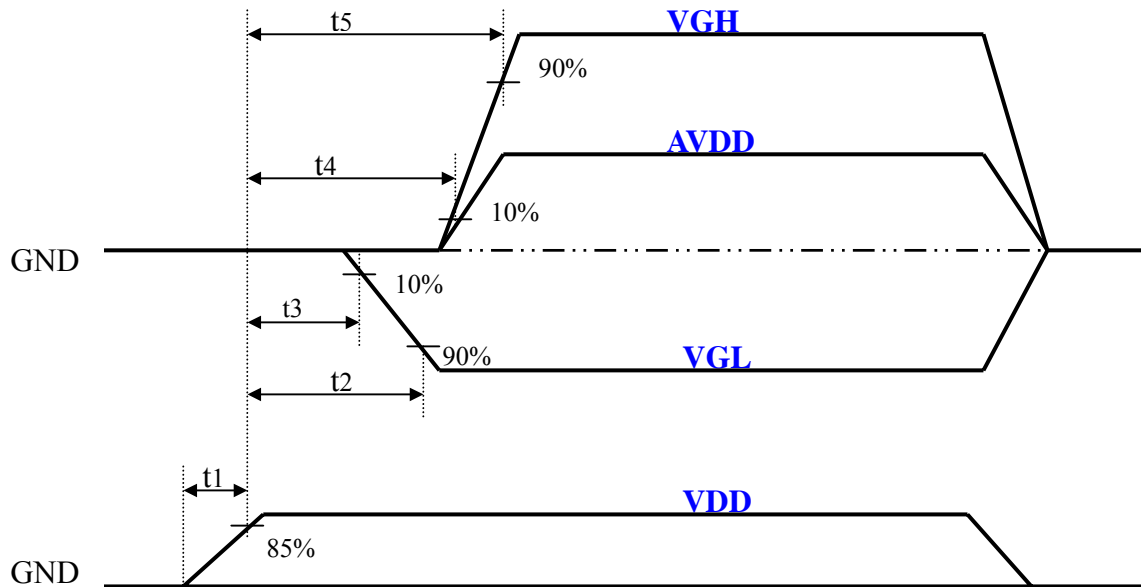 t5
VGH
90%
AVDD
t4
10%
GND
10%
t3
90%
VGL
t2
t1
VDD
85%
GND